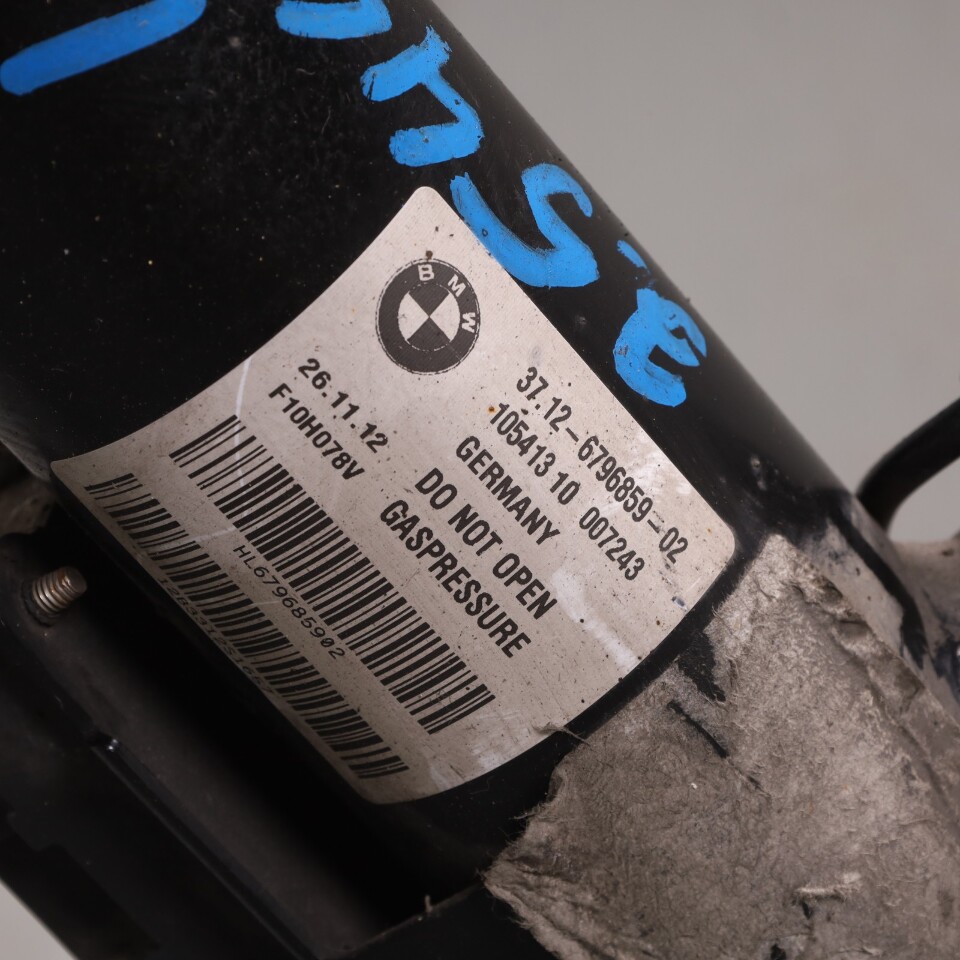 BMW
37.12-6796859-02
105413 10 007243
GERMANY
DO NOT OPEN
GASPRESSURE
26.11.12
F10H078V
HL679685902